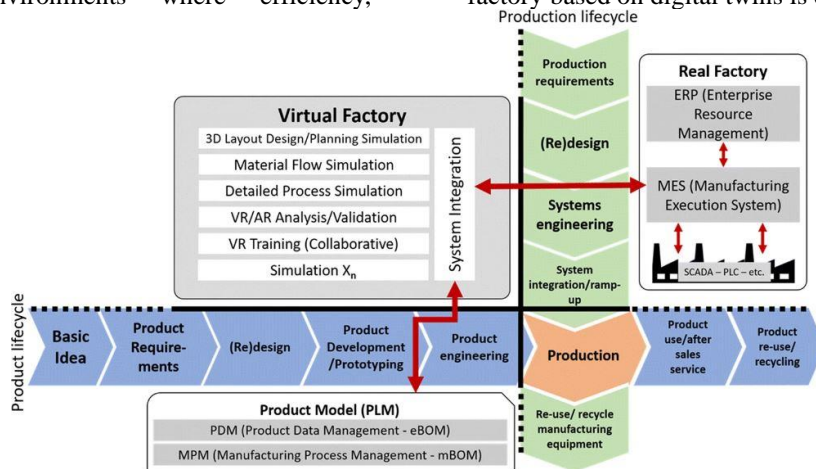 where efficiency,
factory based on digital twins is
Production lifecycle
Production
requirements
(Re)design
Systems
engineering
System
integration/ramp-
up
Virtual Factory
3D Layout Design/Planning Simulation
Material Flow Simulation
Detailed Process Simulation
VR/AR Analysis/Validation
VR Training (Collaborative)
Simulation Xn
System Integration
Real Factory
ERP (Enterprise
Resource
Management)
MES (Manufacturing
Execution System)
SCADA – PLC – etc.
Product lifecycle
Basic
Idea
Product
Require-
ments
(Re)design
Product
Development
/Prototyping
Product
engineering
Production
Product
use/after
sales
service
Product
re-use/
recycling
Re-use/ recycle
manufacturing
equipment
Product Model (PLM)
PDM (Product Data Management - eBOM)
MPM (Manufacturing Process Management - mBOM)